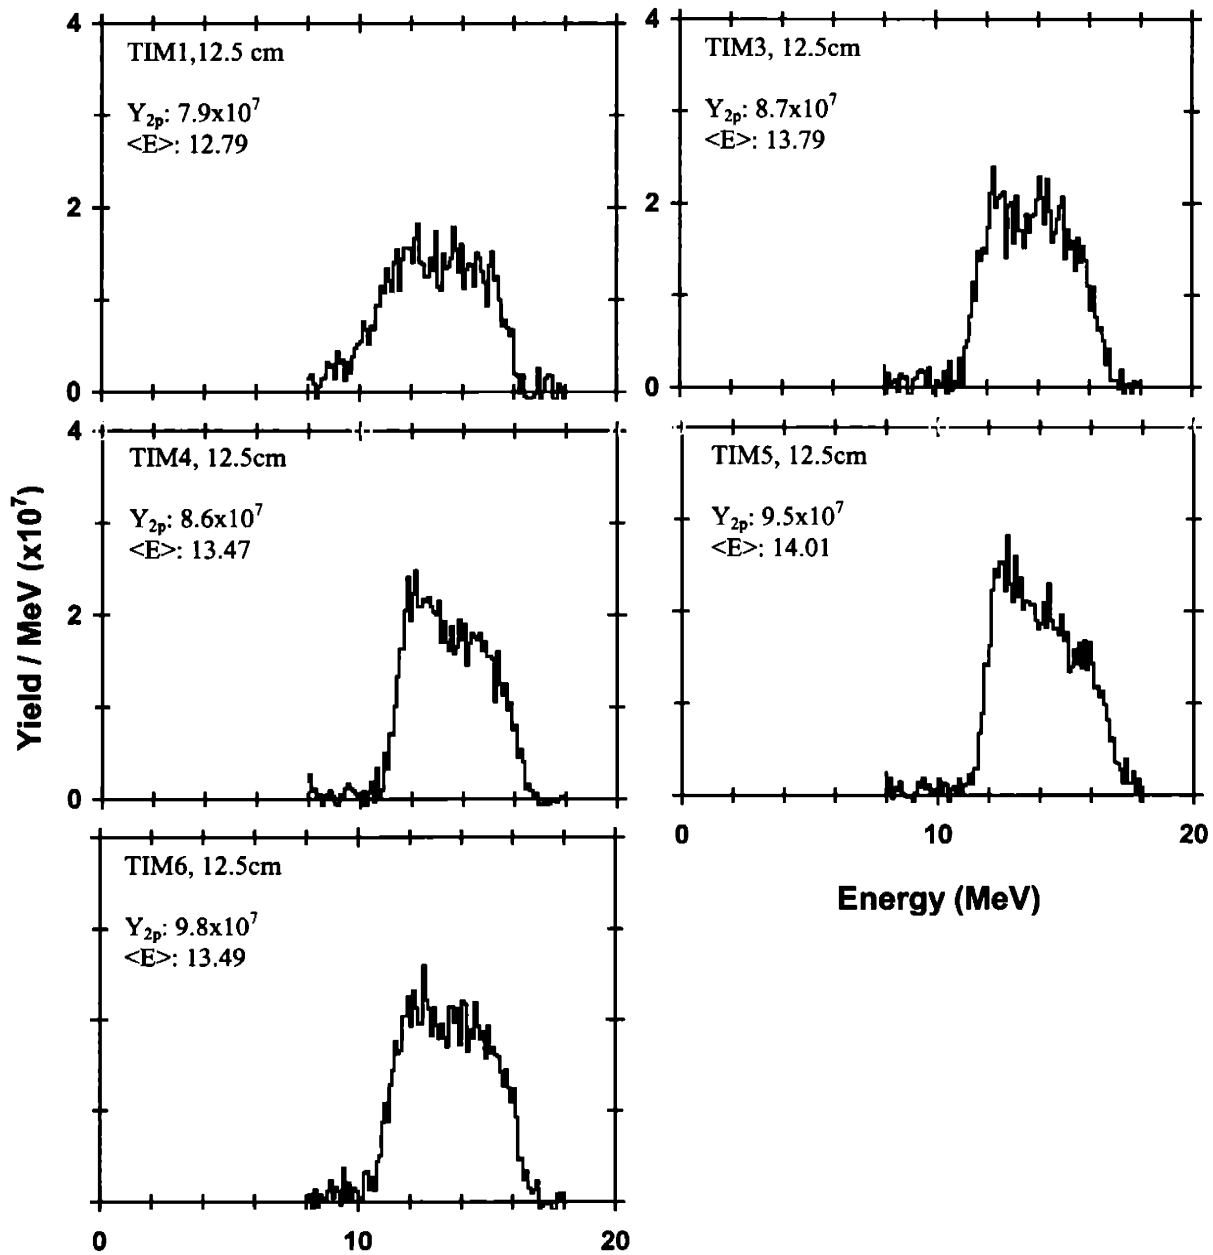 4
TIM1,12.5 cm
Y2p: 7.9x10^7
<E>: 12.79
2
0
4
TIM3, 12.5cm
Y2p: 8.7x10^7
<E>: 13.79
2
0
Yield / MeV (x10^7)
4
TIM4, 12.5cm
Y2p: 8.6x10^7
<E>: 13.47
2
0
TIM5, 12.5cm
Y2p: 9.5x10^7
<E>: 14.01
0 10 20
Energy (MeV)
TIM6, 12.5cm
Y2p: 9.8x10^7
<E>: 13.49
0 10 20